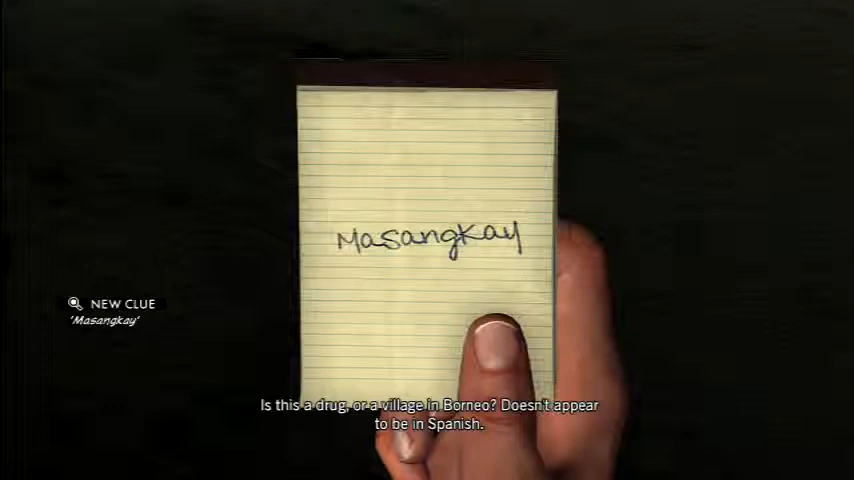 Masangkay
NEW CLUE
'Masangkay'
Is this a drug, or a village in Borneo? Doesn't appear
to be in Spanish.